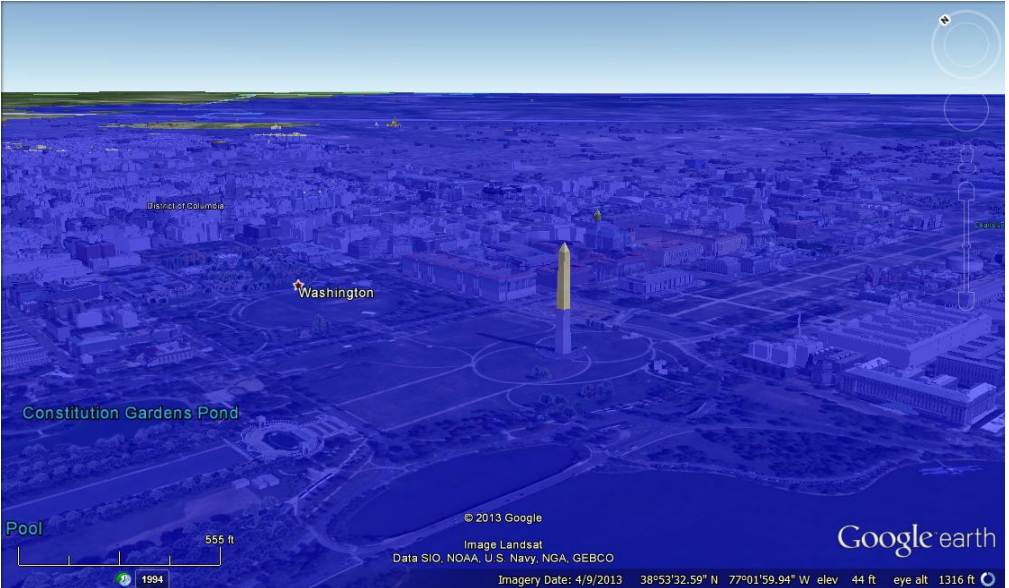 N
District of Columbia
Washington
Constitution Gardens Pond
Pool
555 ft
© 2013 Google
Image Landsat
Data SIO, NOAA, U.S. Navy, NGA, GEBCO
Google earth
1994
Imagery Date: 4/9/2013 38°53'32.59" N 77°01'59.94" W elev 44 ft eye alt 1316 ft